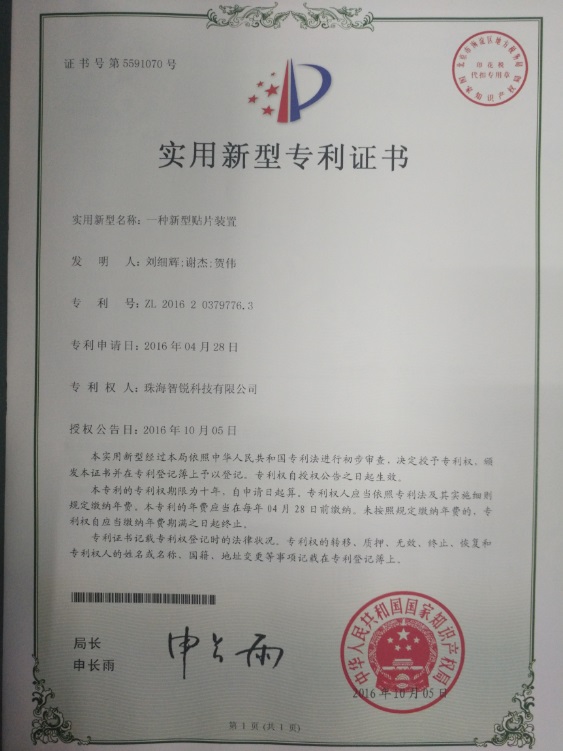 证书号第5591070号
印花税
代扣专用章
国家知识产权局
实用新型专利证书
实用新型名称：一种新型贴片装置
发明人：刘细辉;谢杰;贺伟
专利号：ZL 2016 2 0379776.3
专利申请日：2016年04月28日
专利权人：珠海智锐科技有限公司
授权公告日：2016年10月05日
本实用新型经过本局依照中华人民共和国专利法进行初步审查，决定授予专利权，颁
发本证书并在专利登记簿上予以登记。专利权自授权公告之日起生效。
本专利的专利权期限为十年，自申请日起算。专利权人应当依照专利法及其实施细则
规定缴纳年费。本专利的年费应当在每年04月28日前缴纳。未按照规定缴纳年费的，专
利权自应当缴纳年费期满之日起终止。
专利证书记载专利权登记时的法律状况。专利权的转移、质押、无效、终止、恢复和
专利权人的姓名或名称、国籍、地址变更等事项记载在专利登记簿上。
局长
申长雨
申长雨
中华人民共和国国家知识产权局
2016年10月05日
第1页(共1页)